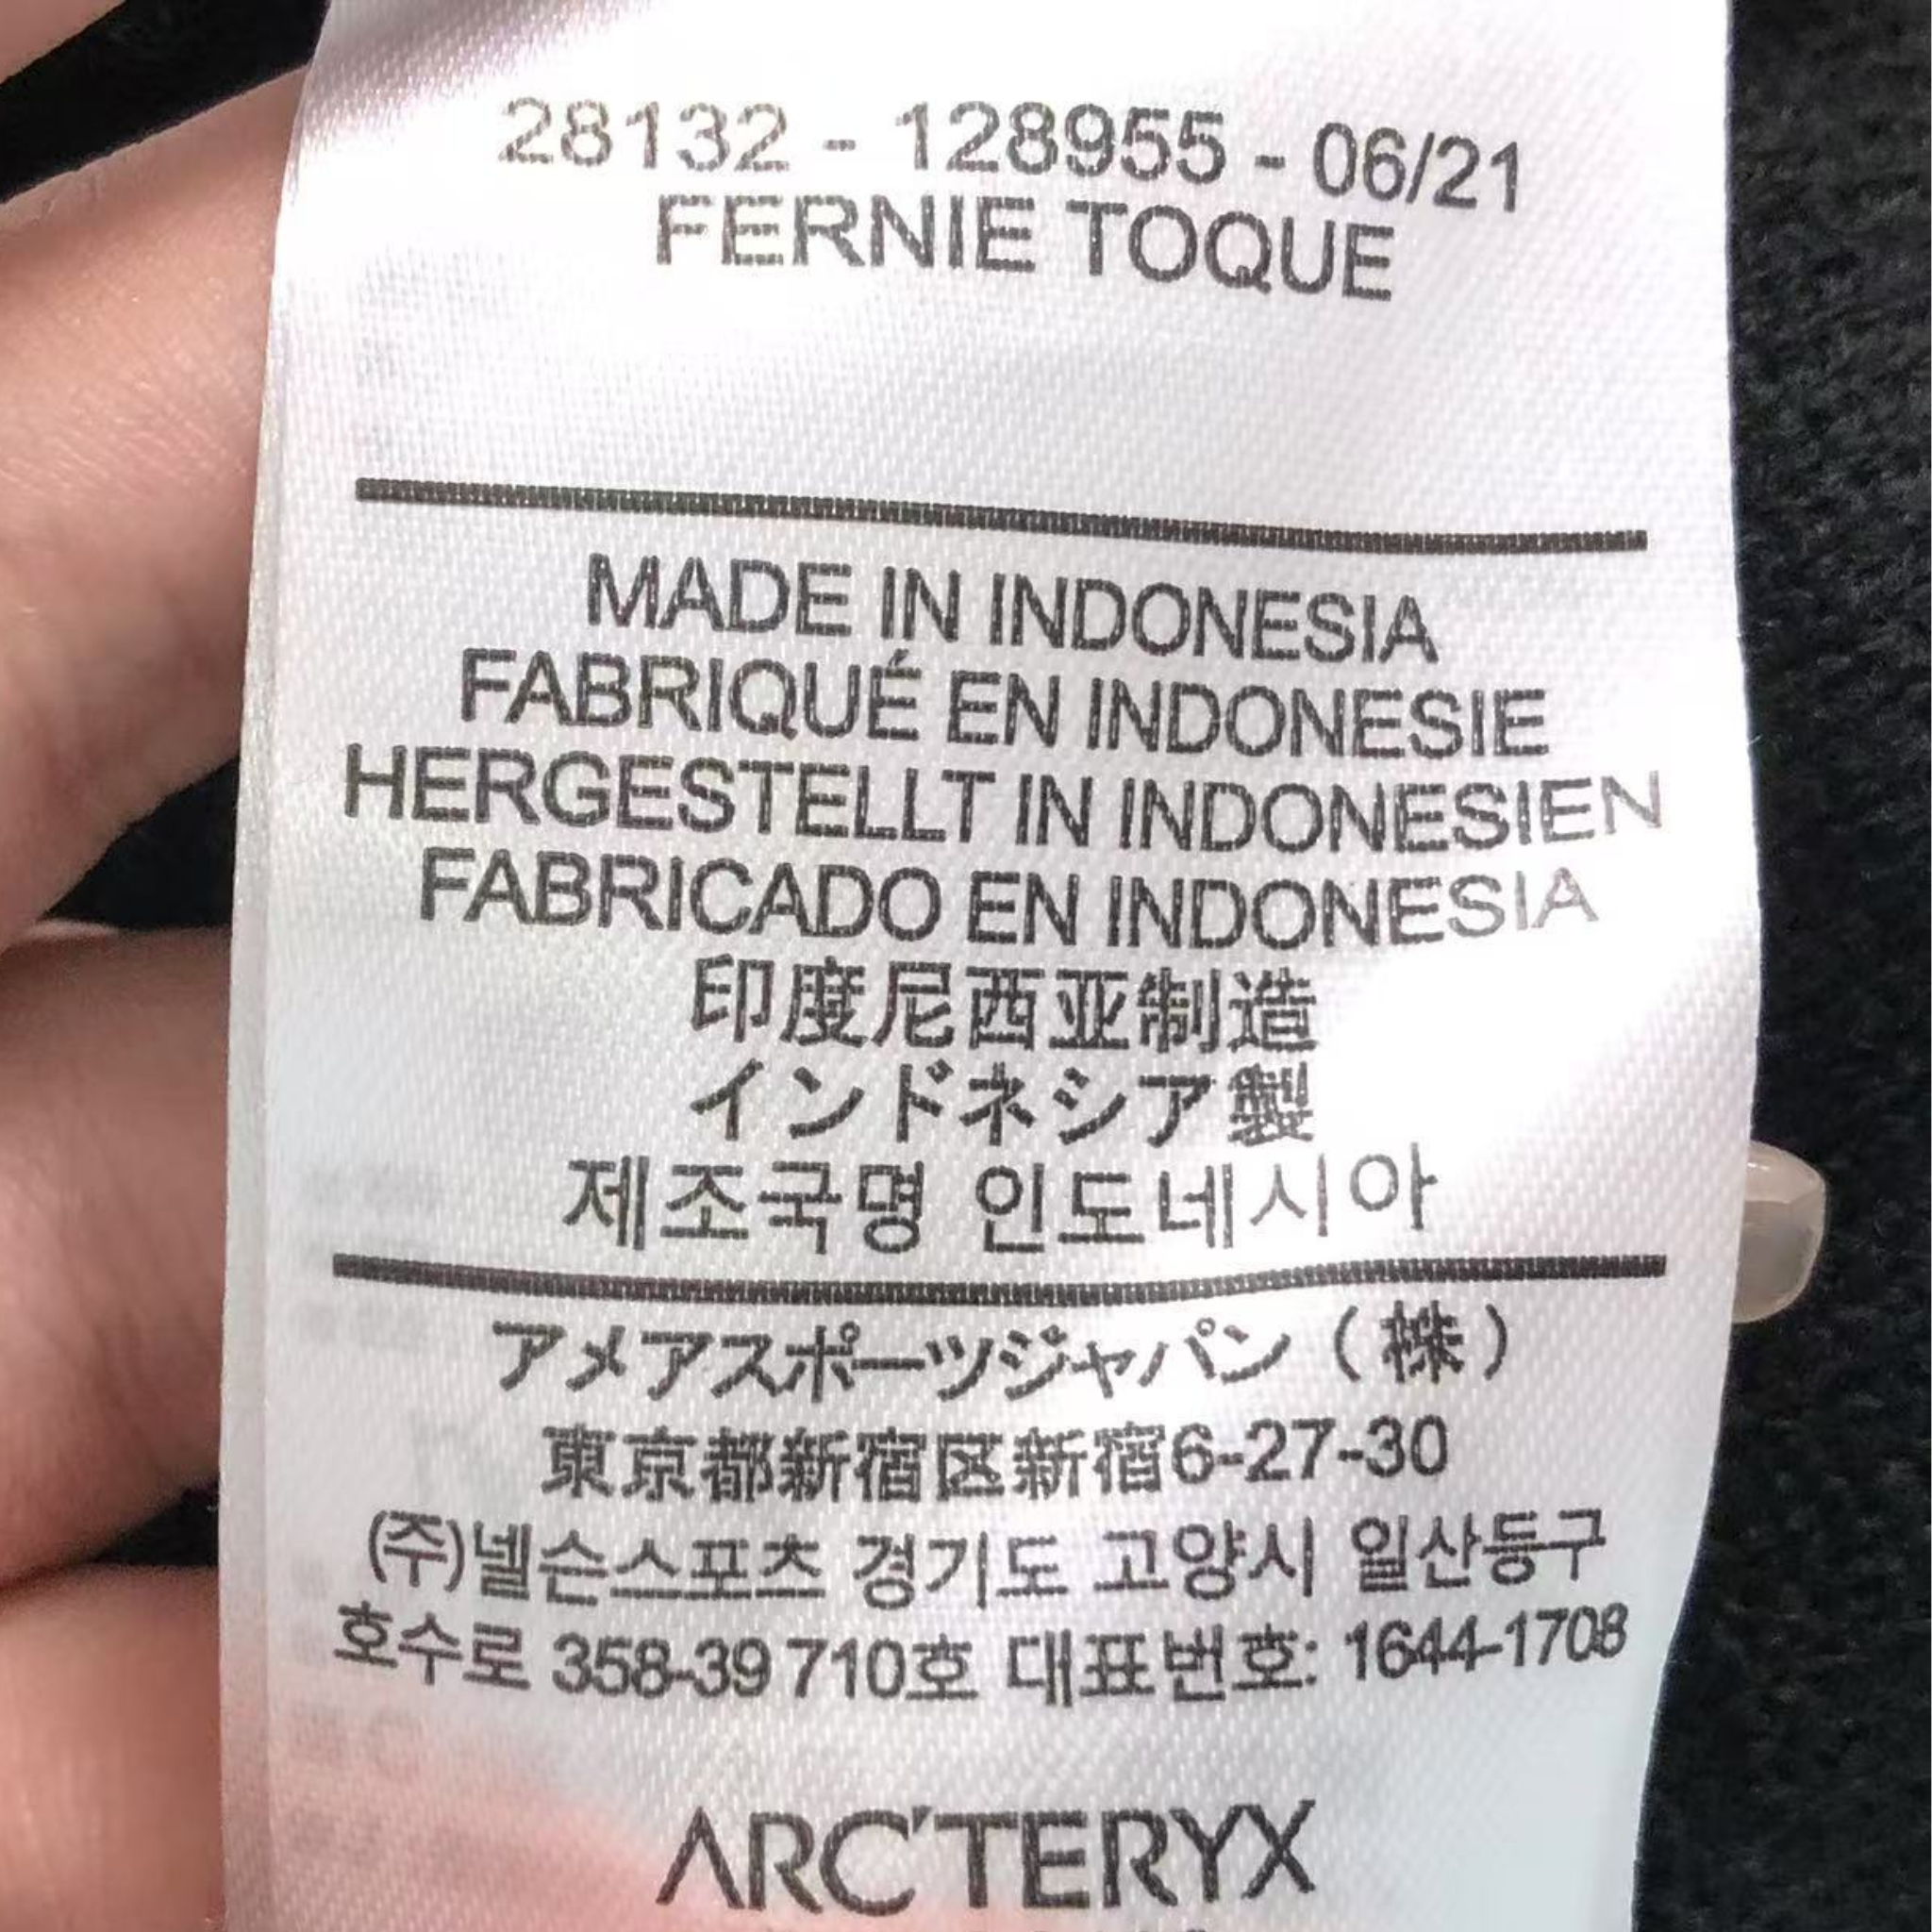 28132 - 128955 - 06/21
FERNIE TOQUE
MADE IN INDONESIA
FABRIQUÉ EN INDONESIE
HERGESTELLT IN INDONESIEN
FABRICADO EN INDONESIA
印度尼西亚制造
インドネシア製
제조국명 인도네시아
アメアスポーツジャパン（株）
東京都新宿区新宿6-27-30
(주)넬슨스포츠 경기도 고양시 일산동구
호수로 358-39 710호 대표번호: 1644-1708
ARC'TERYX